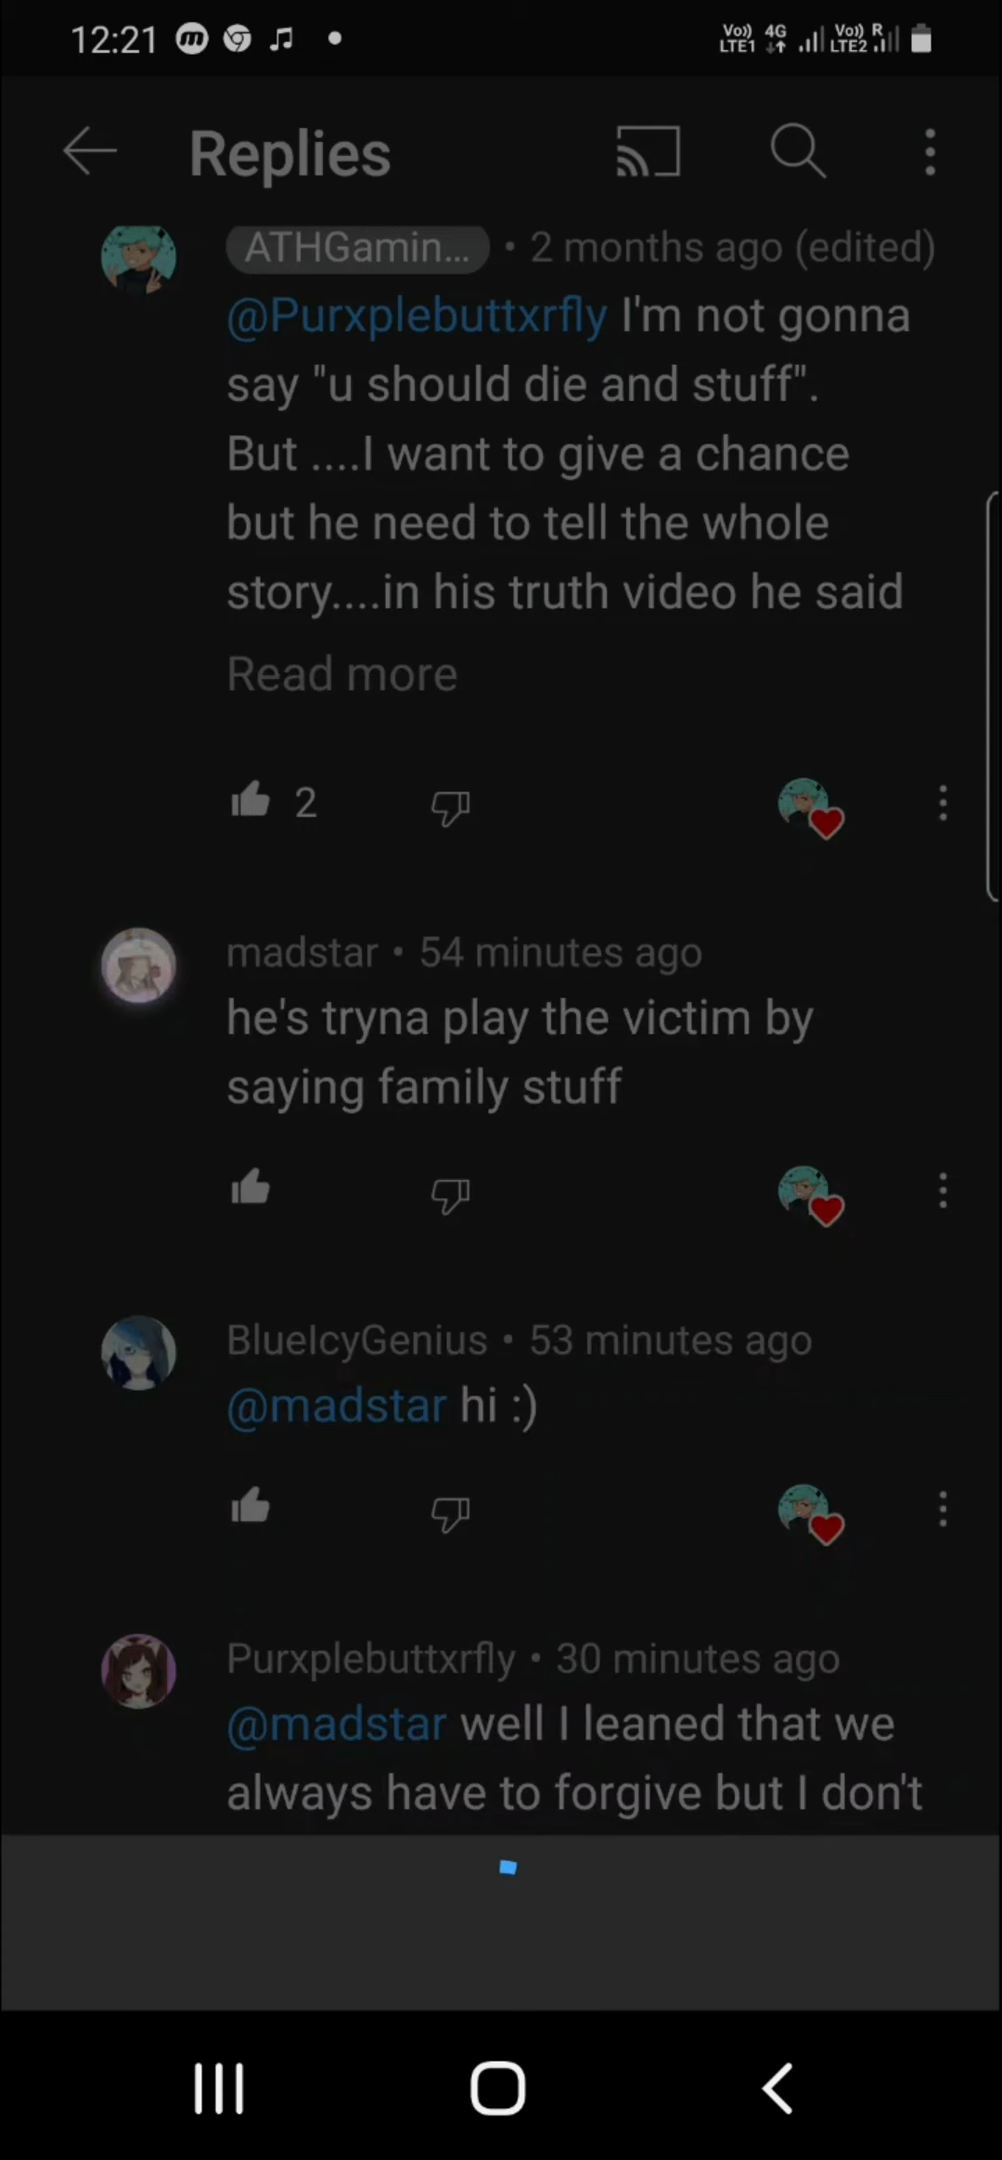 12:21
Vo)) LTE1 4G Vo)) LTE2 R
Replies
ATHGamin... • 2 months ago (edited)
@Purxplebuttxrfly I'm not gonna
say "u should die and stuff".
But ....I want to give a chance
but he need to tell the whole
story....in his truth video he said
Read more
2
madstar • 54 minutes ago
he's tryna play the victim by
saying family stuff
BlueIcyGenius • 53 minutes ago
@madstar hi :)
Purxplebuttxrfly • 30 minutes ago
@madstar well I leaned that we
always have to forgive but I don't